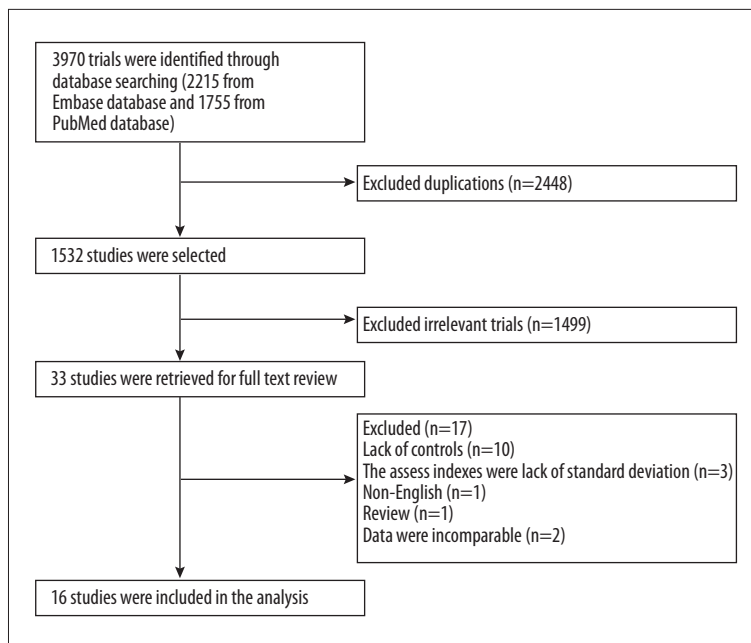 3970 trials were identified through
database searching (2215 from
Embase database and 1755 from
PubMed database)
Excluded duplications (n=2448)
1532 studies were selected
Excluded irrelevant trials (n=1499)
33 studies were retrieved for full text review
Excluded (n=17)
Lack of controls (n=10)
The assess indexes were lack of standard deviation (n=3)
Non-English (n=1)
Review (n=1)
Data were incomparable (n=2)
16 studies were included in the analysis